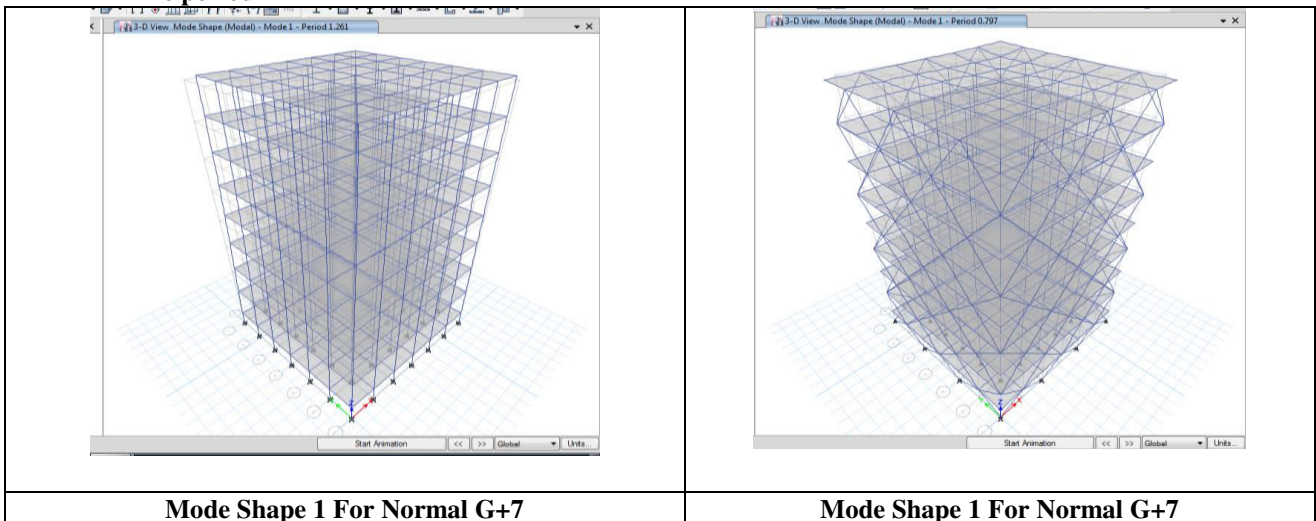 3-D View Mode Shape (Modal) - Mode 1 - Period 1.261
3-D View Mode Shape (Modal) - Mode 1 - Period 0.797
Z
X
Start Animation
<<
>>
Global
Units...
Z
X
Start Animation
<<
>>
Global
Units...
Mode Shape 1 For Normal G+7
Mode Shape 1 For Normal G+7